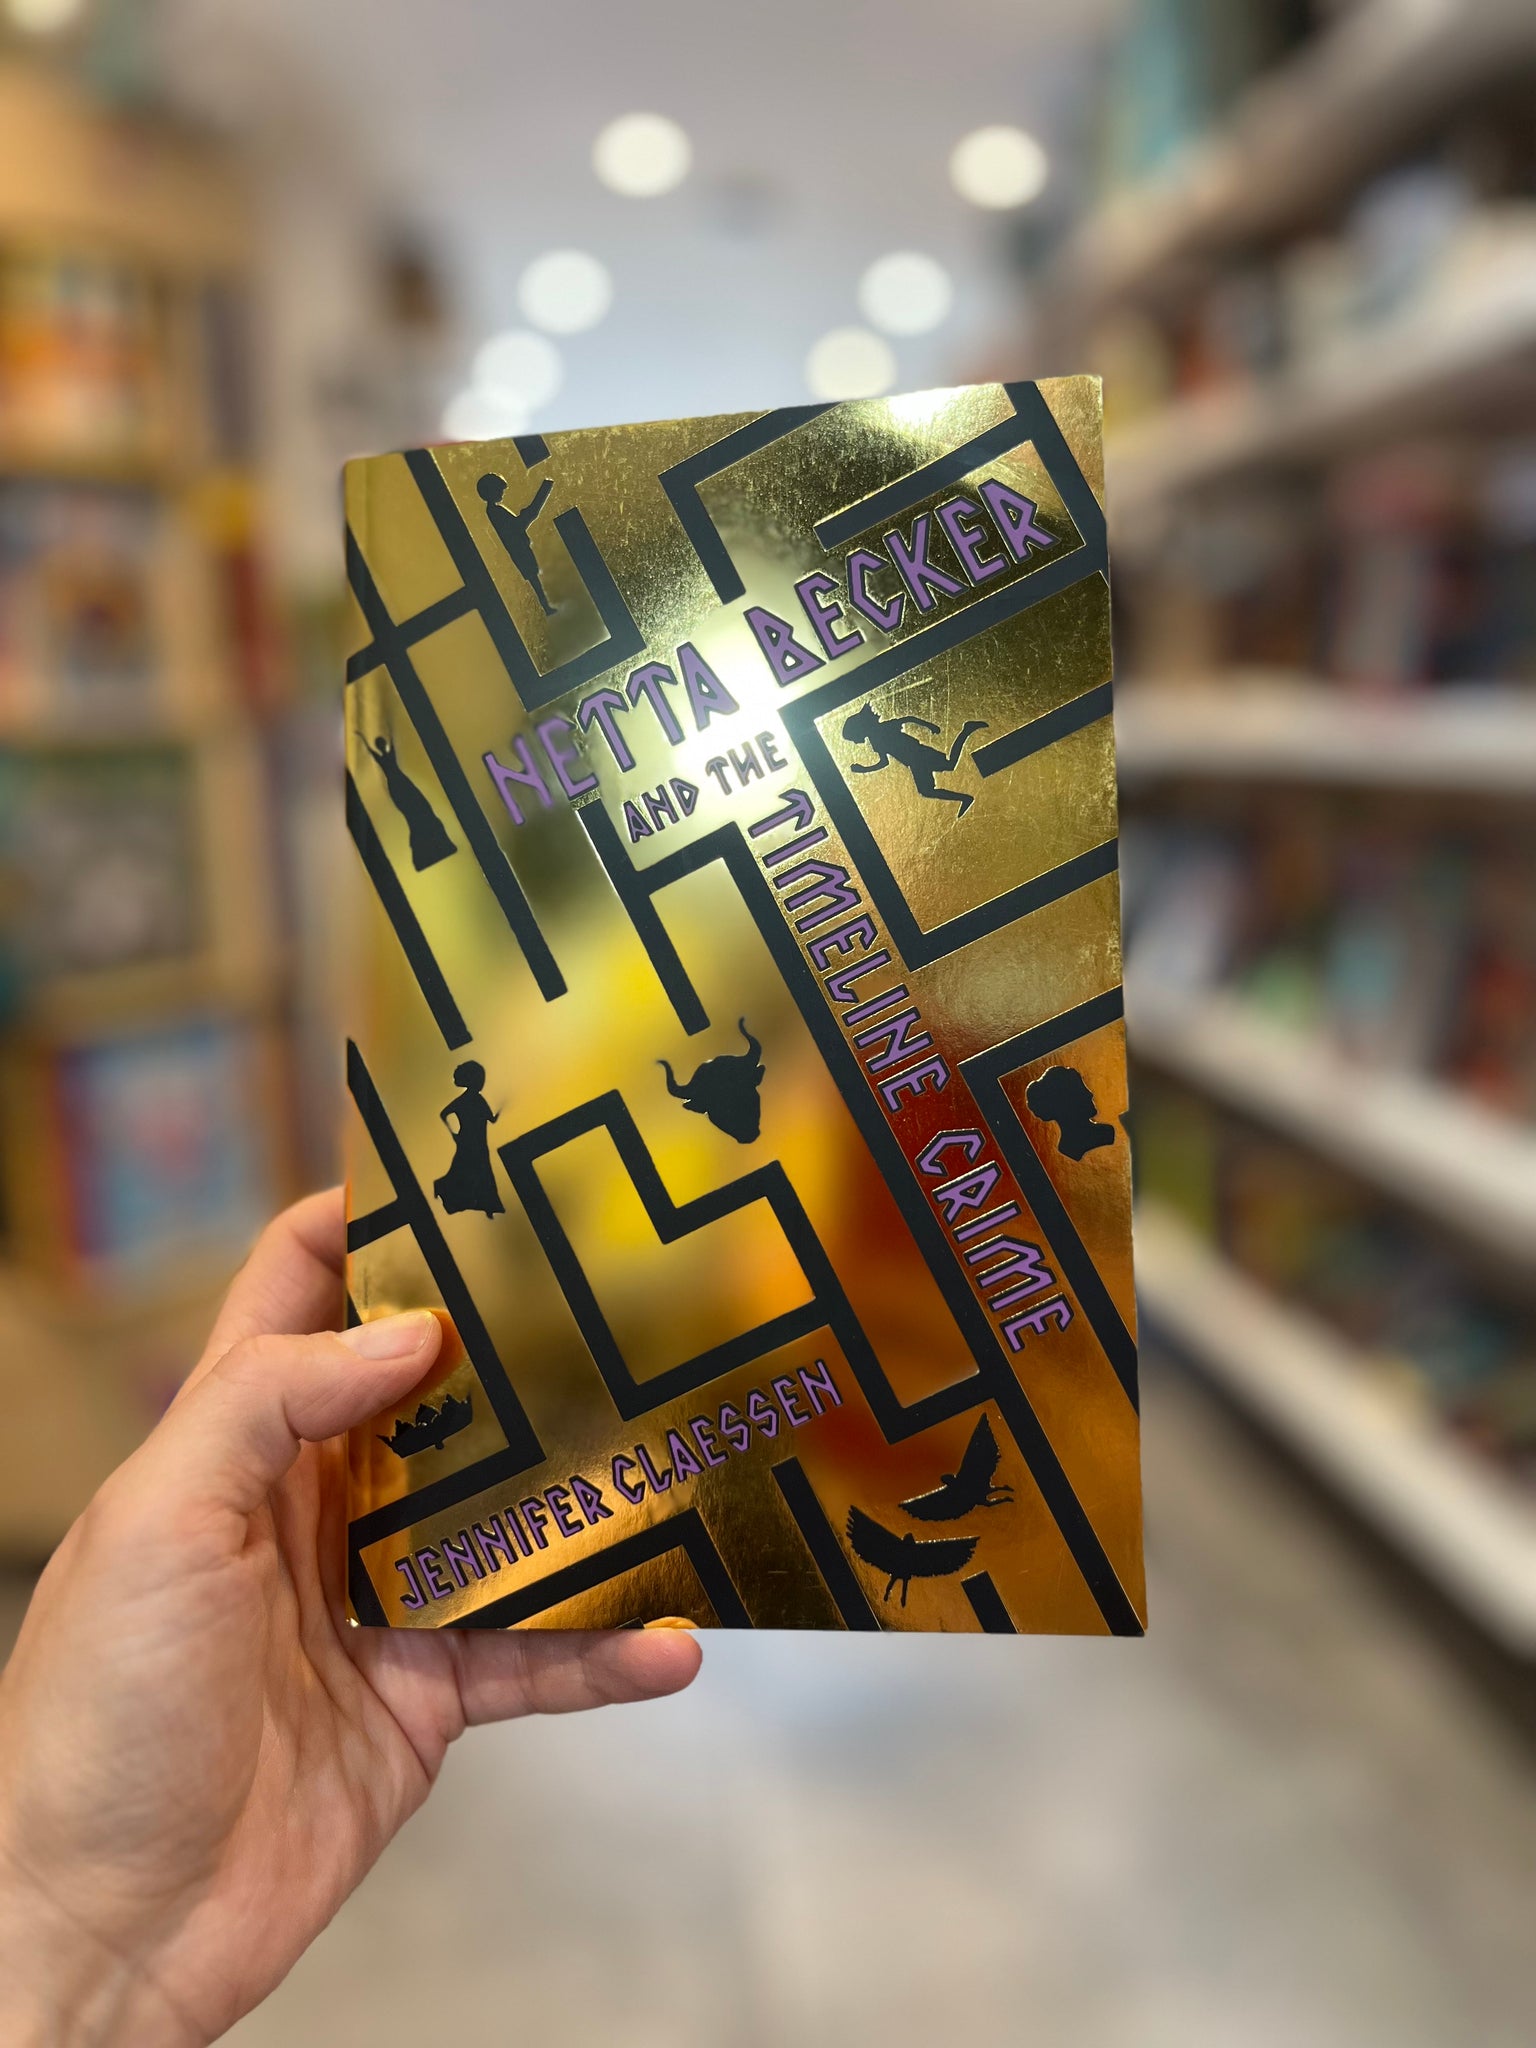 NETTA BECKER
AND THE
TIMELINE CRIME
JENNIFER CLAESSEN